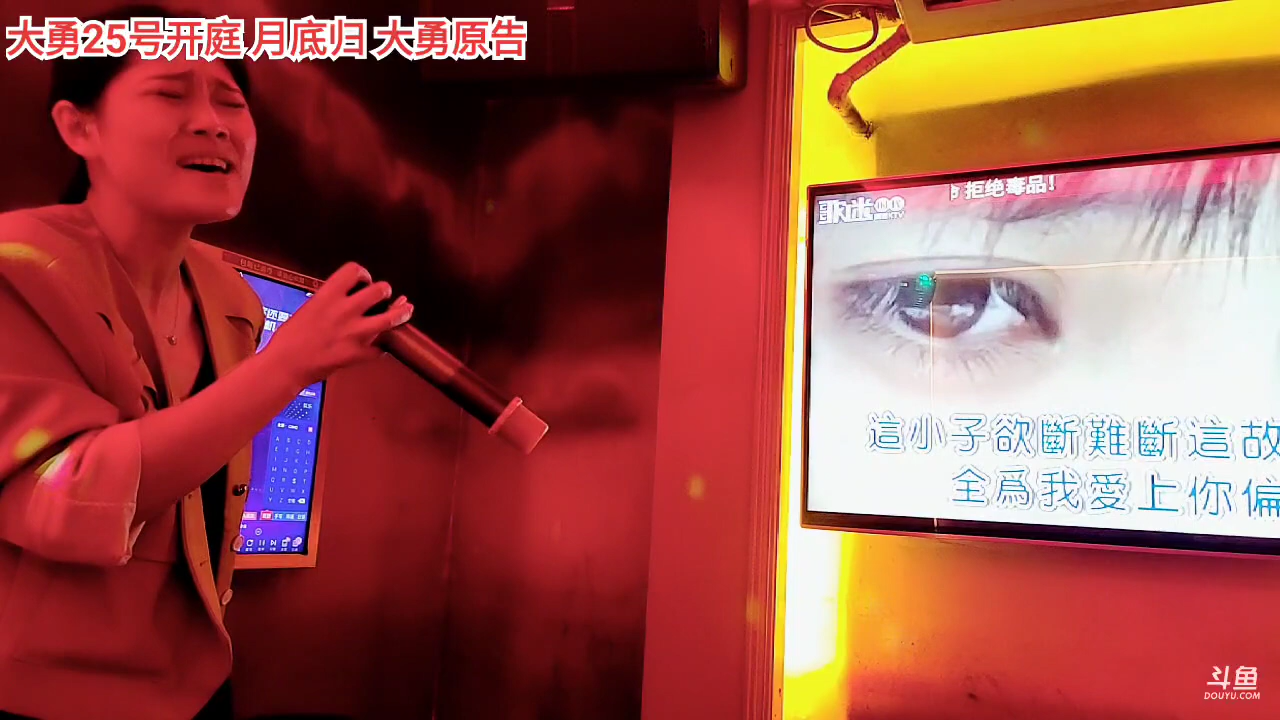 大勇25号开庭 月底归 大勇原告
拒绝毒品!
歌迷
這小子欲斷難斷這故
全爲我愛上你偏
斗鱼
DOUYU.COM